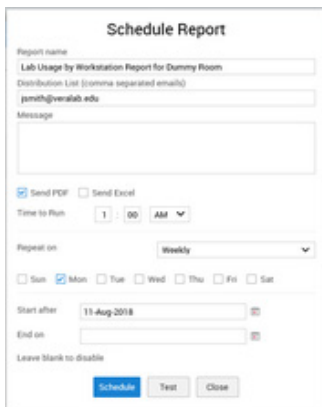 Schedule Report
Report name
Lab Usage by Workstation Report for Dummy Room
Distribution List (comma separated emails)
jsmith@veralab.edu
Message
Send PDF Send Excel
Time to Run 1 : 00 AM
Repeat on Weekly
Sun Mon Tue Wed Thu Fri Sat
Start after 11-Aug-2018
End on
Leave blank to disable
Schedule Test Close